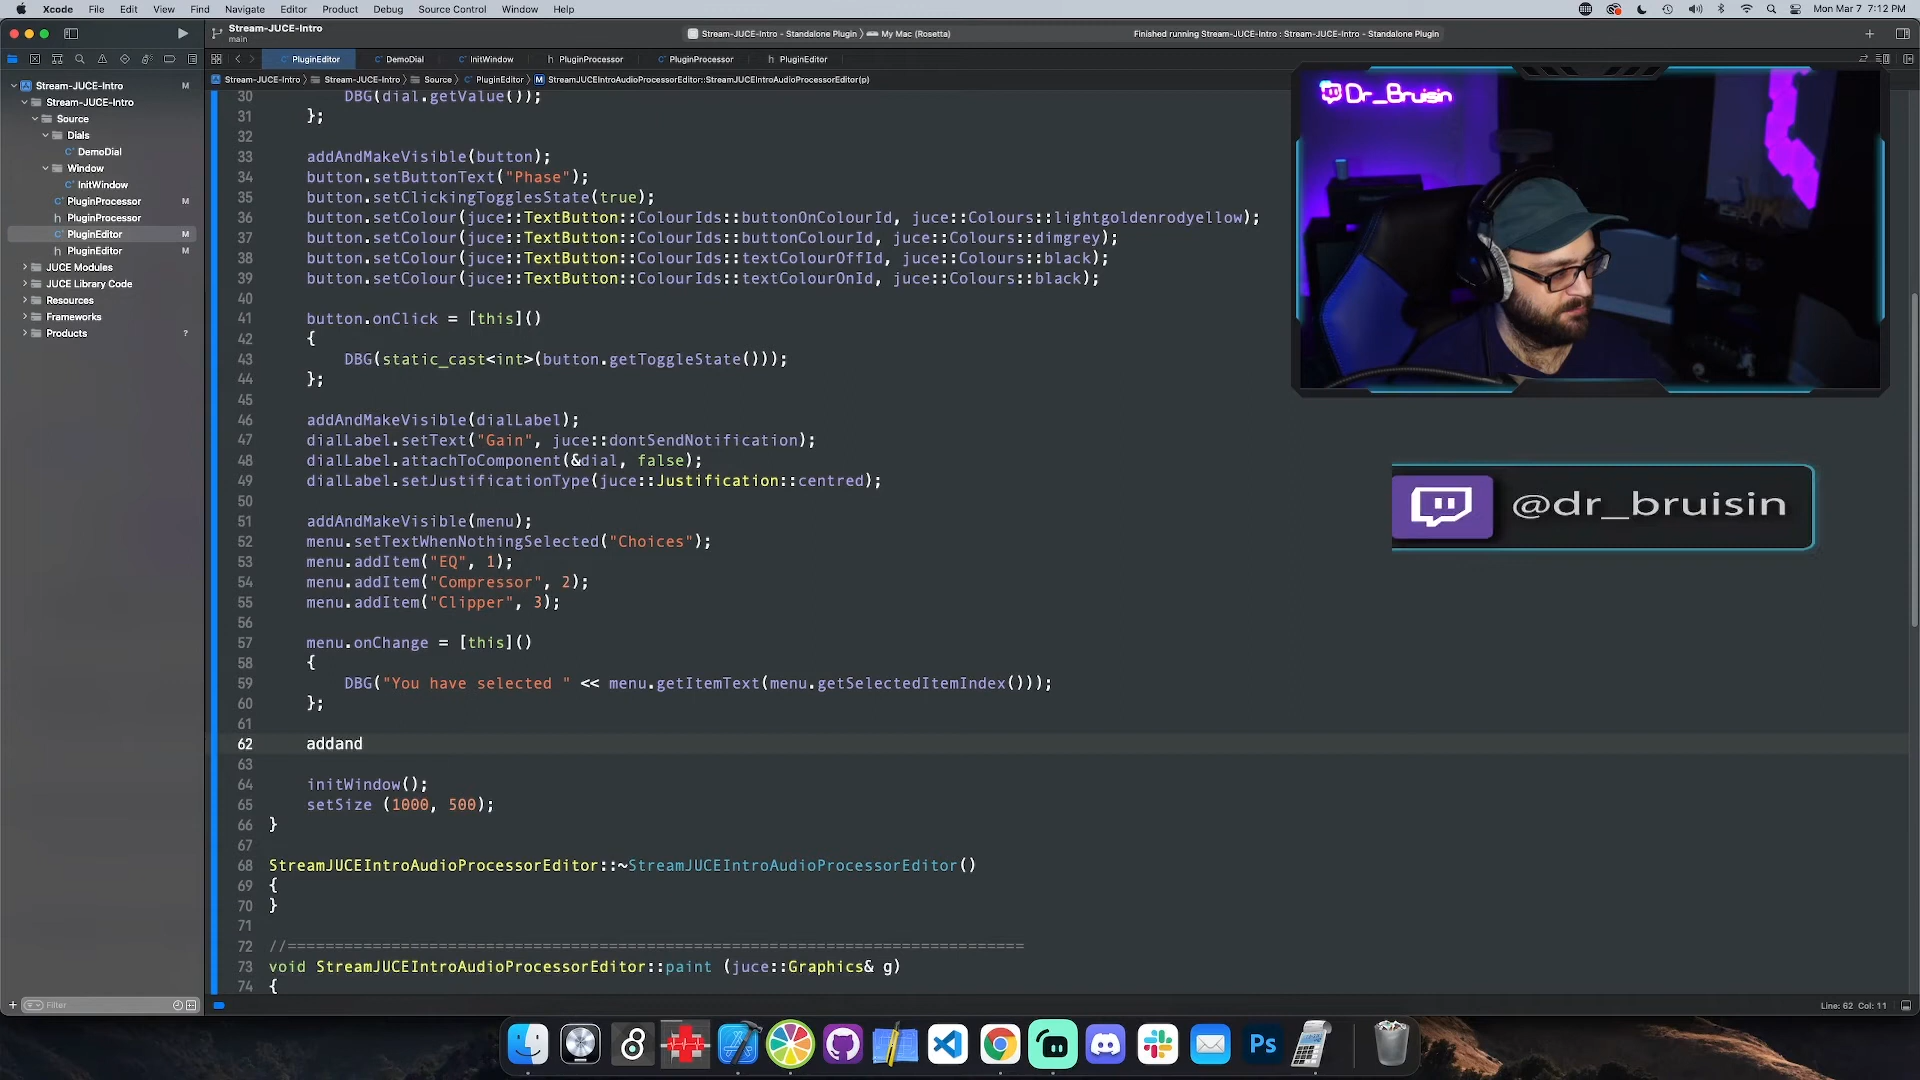 Xcode File Edit View Find Navigate Editor Product Debug Source Control Window Help
Mon Mar 7 7:12 PM
Stream-JUCE-Intro
main
Stream-JUCE-Intro - Standalone Plugin 〉 My Mac (Rosetta)
Finished running Stream-JUCE-Intro : Stream-JUCE-Intro - Standalone Plugin
PluginEditor DemoDial InitWindow PluginProcessor PluginProcessor PluginEditor
Stream-JUCE-Intro 〉 Stream-JUCE-Intro 〉 Source 〉 PluginEditor 〉 StreamJUCEIntroAudioProcessorEditor::StreamJUCEIntroAudioProcessorEditor(p)
Stream-JUCE-Intro M
Stream-JUCE-Intro
Source
Dials
DemoDial
Window
InitWindow
PluginProcessor M
PluginProcessor
PluginEditor M
PluginEditor M
JUCE Modules
JUCE Library Code
Resources
Frameworks
Products ?
30 DBG(dial.getValue());
31 };
32
33 addAndMakeVisible(button);
34 button.setButtonText("Phase");
35 button.setClickingTogglesState(true);
36 button.setColour(juce::TextButton::ColourIds::buttonOnColourId, juce::Colours::lightgoldenrodyellow);
37 button.setColour(juce::TextButton::ColourIds::buttonColourId, juce::Colours::dimgrey);
38 button.setColour(juce::TextButton::ColourIds::textColourOffId, juce::Colours::black);
39 button.setColour(juce::TextButton::ColourIds::textColourOnId, juce::Colours::black);
40
41 button.onClick = [this]()
42 {
43 DBG(static_cast<int>(button.getToggleState()));
44 };
45
46 addAndMakeVisible(dialLabel);
47 dialLabel.setText("Gain", juce::dontSendNotification);
48 dialLabel.attachToComponent(&dial, false);
49 dialLabel.setJustificationType(juce::Justification::centred);
50
51 addAndMakeVisible(menu);
52 menu.setTextWhenNothingSelected("Choices");
53 menu.addItem("EQ", 1);
54 menu.addItem("Compressor", 2);
55 menu.addItem("Clipper", 3);
56
57 menu.onChange = [this]()
58 {
59 DBG("You have selected " << menu.getItemText(menu.getSelectedItemIndex()));
60 };
61
62 addand
63
64 initWindow();
65 setSize (1000, 500);
66 }
67
68 StreamJUCEIntroAudioProcessorEditor::~StreamJUCEIntroAudioProcessorEditor()
69 {
70 }
71
72 //==============================================================================
73 void StreamJUCEIntroAudioProcessorEditor::paint (juce::Graphics& g)
74 {
Dr_Bruisin
@dr_bruisin
Filter
Line: 62 Col: 11
Ps